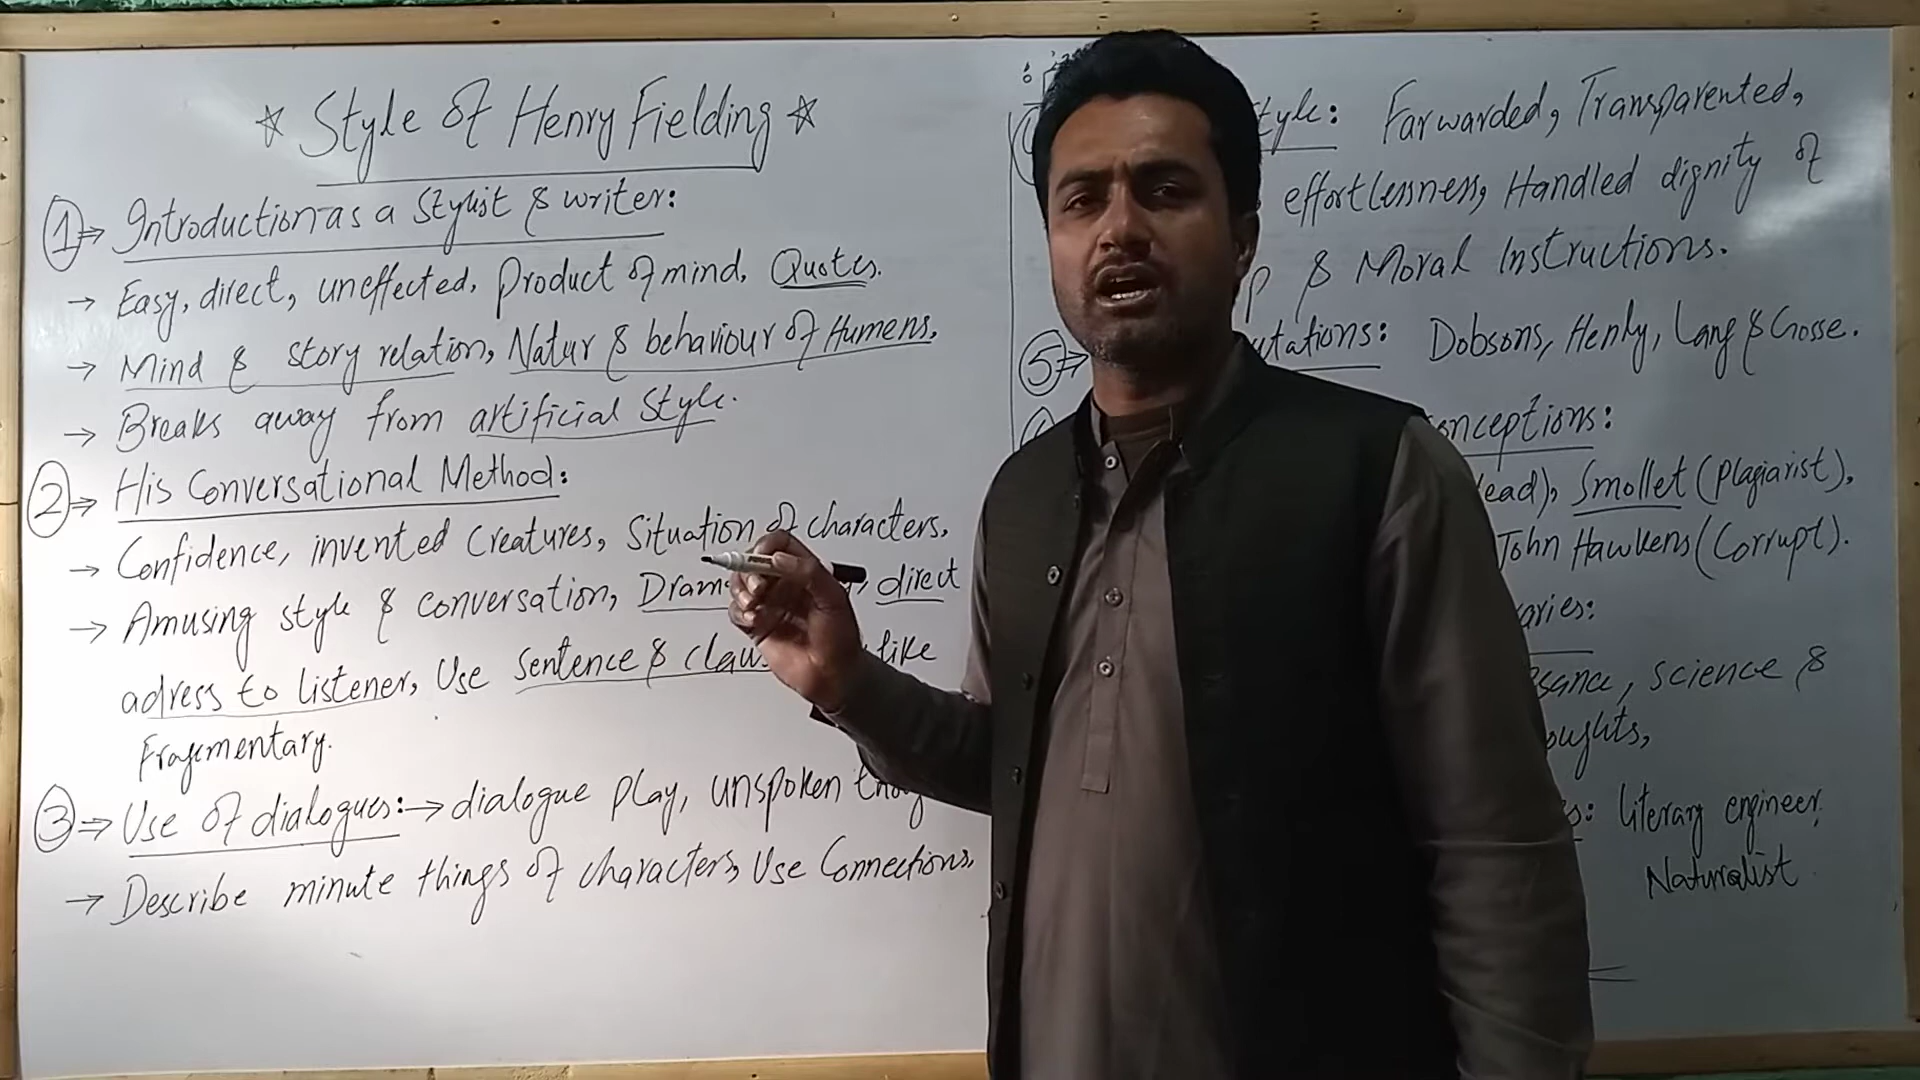 ☆ Style of Henry Fielding ☆
① ⇒ Introduction as a Stylist & writer:
→ Easy, direct, uneffected, Product of mind, Quotes.
→ Mind & story relation, Natur & behaviour of Humens,
→ Breaks away from artificial Style.
② ⇒ His Conversational Method:
→ Confidence, invented Creatures, Situation of characters,
→ Amusing style & conversation, direct
adress to listener, Use Sentence & like
Fragmentary.
③ ⇒ Use of dialogues: → dialogue play, unspoken
→ Describe minute things of characters, Use Connections.
Farwarded, Transparented,
effortlessness, Handled dignity of
& Moral Instructions.
⑤ ⇒ Dobsons, Henly, Lang & Gosse.
Smollet (plagiarist),
John Hawkens (Corrupt).
Science &
Literary engineer
Naturalist